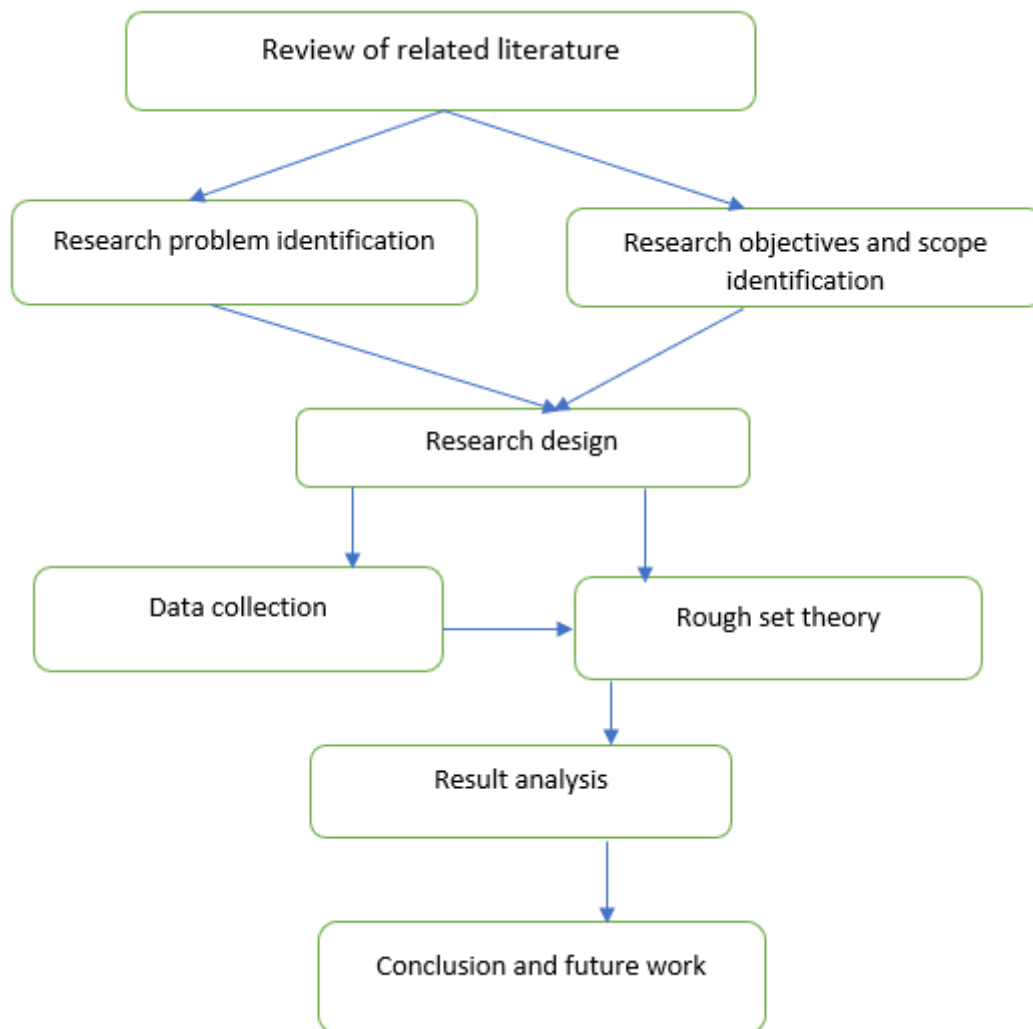 Review of related literature
Research problem identification
Research objectives and scope
identification
Research design
Data collection
Rough set theory
Result analysis
Conclusion and future work